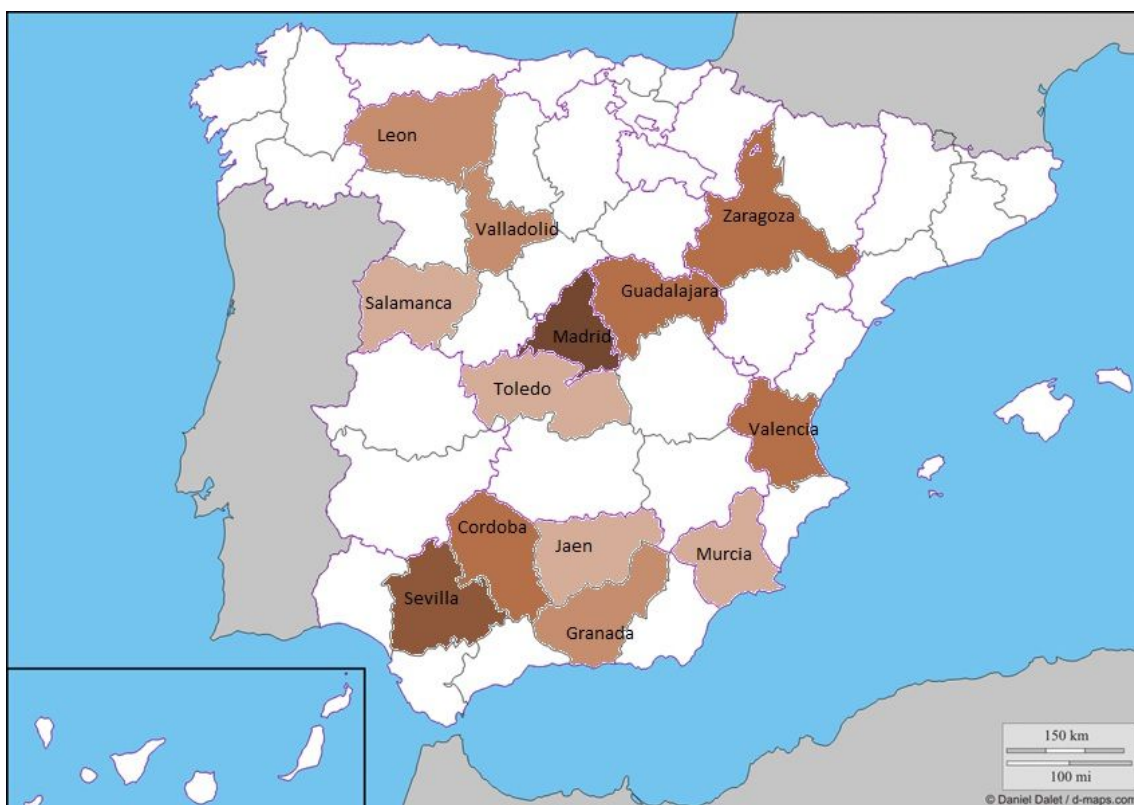 Leon
Zaragoza
Valladolid
Guadalajara
Salamanca
Madrid
Toledo
Valencia
Cordoba
Jaen
Murcia
Sevilla
Granada
150 km
100 mi
© Daniel Dalet / d-maps.com